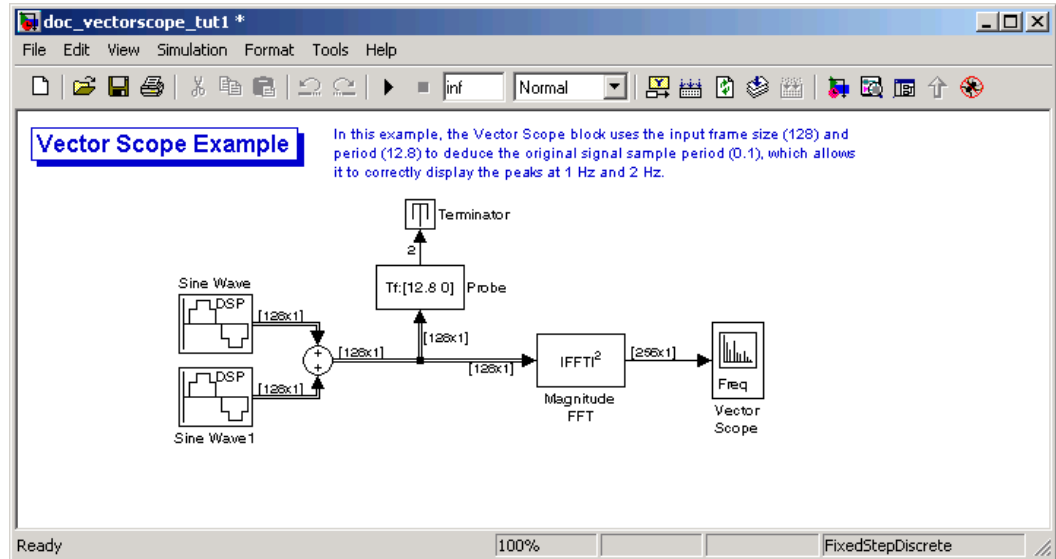 doc_vectorscope_tut1 *
File Edit View Simulation Format Tools Help
inf Normal
Vector Scope Example
In this example, the Vector Scope block uses the input frame size (128) and
period (12.8) to deduce the original signal sample period (0.1), which allows
it to correctly display the peaks at 1 Hz and 2 Hz.
Terminator
2
Tf:[12.8 0] Probe
Sine Wave
DSP
[128x1]
[128x1]
[128x1]
[128x1]
|FFT|²
[256x1]
Freq
Magnitude
FFT
Vector
Scope
DSP
[128x1]
Sine Wave1
Ready 100% FixedStepDiscrete